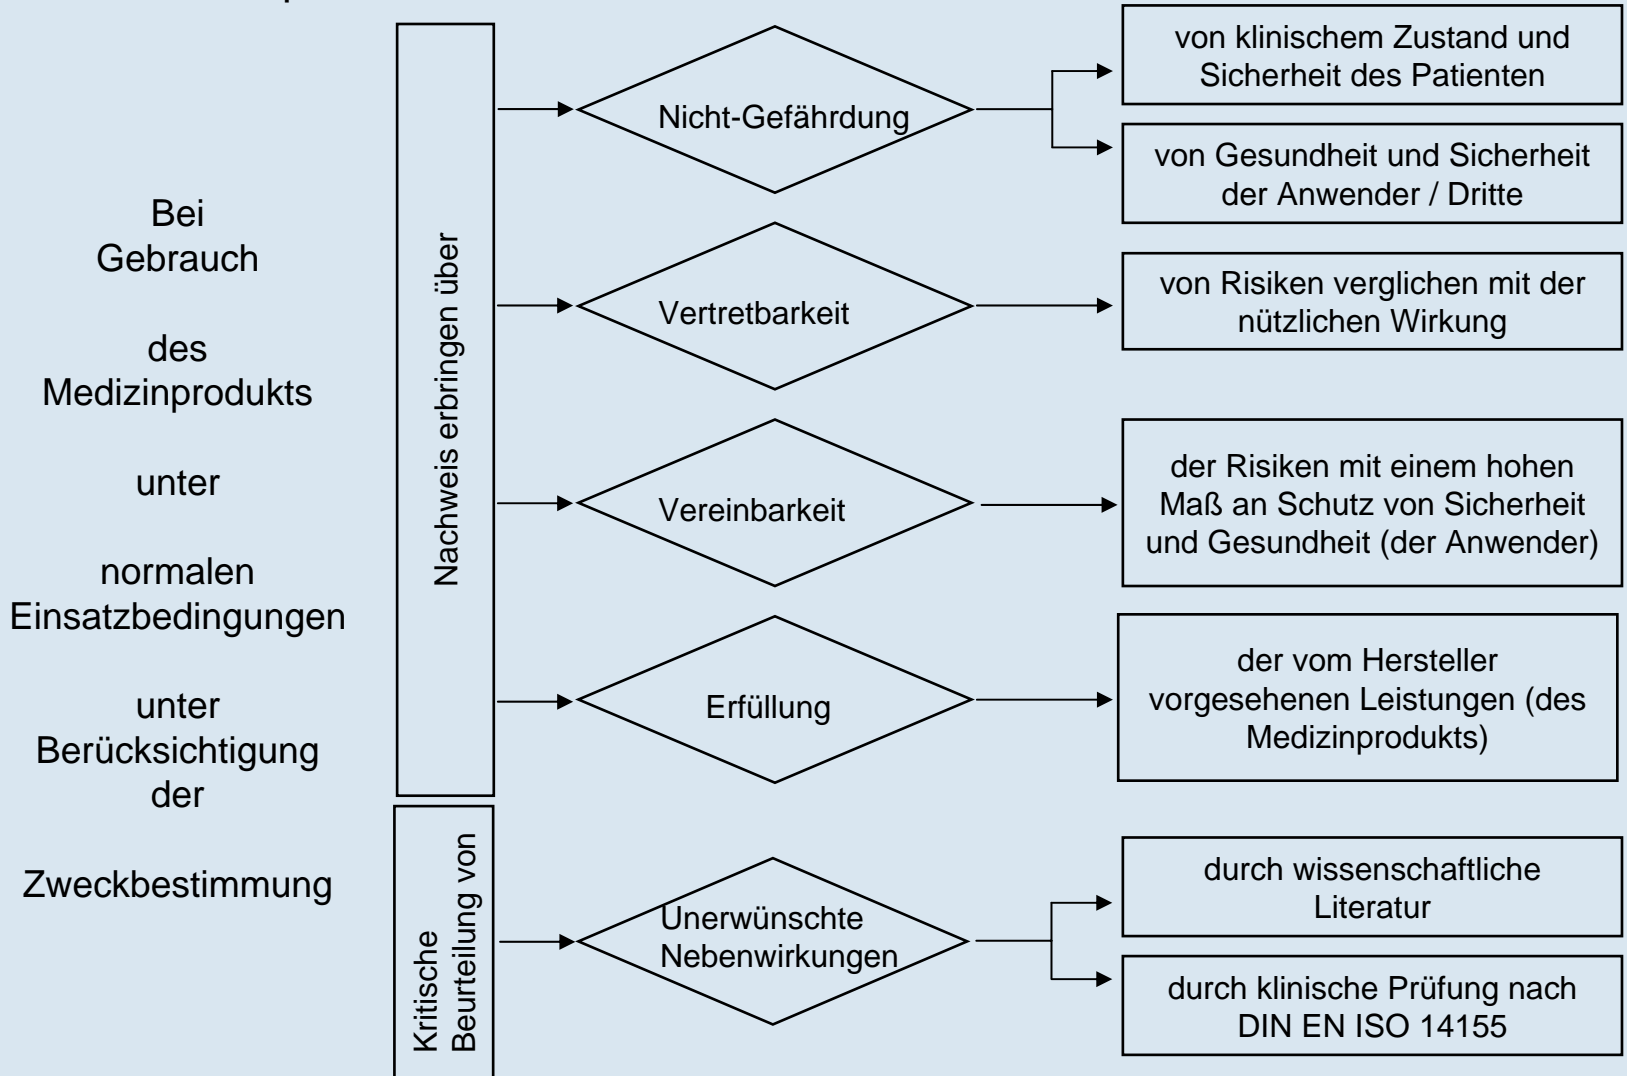 Bei
Gebrauch
des
Medizinprodukts
unter
normalen
Einsatzbedingungen
unter
Berücksichtigung
der
Zweckbestimmung
Nachweis erbringen über
Nicht-Gefährdung
von klinischem Zustand und
Sicherheit des Patienten
von Gesundheit und Sicherheit
der Anwender / Dritte
Vertretbarkeit
von Risiken verglichen mit der
nützlichen Wirkung
Vereinbarkeit
der Risiken mit einem hohen
Maß an Schutz von Sicherheit
und Gesundheit (der Anwender)
Erfüllung
der vom Hersteller
vorgesehenen Leistungen (des
Medizinprodukts)
Kritische
Beurteilung von
Unerwünschte
Nebenwirkungen
durch wissenschaftliche
Literatur
durch klinische Prüfung nach
DIN EN ISO 14155